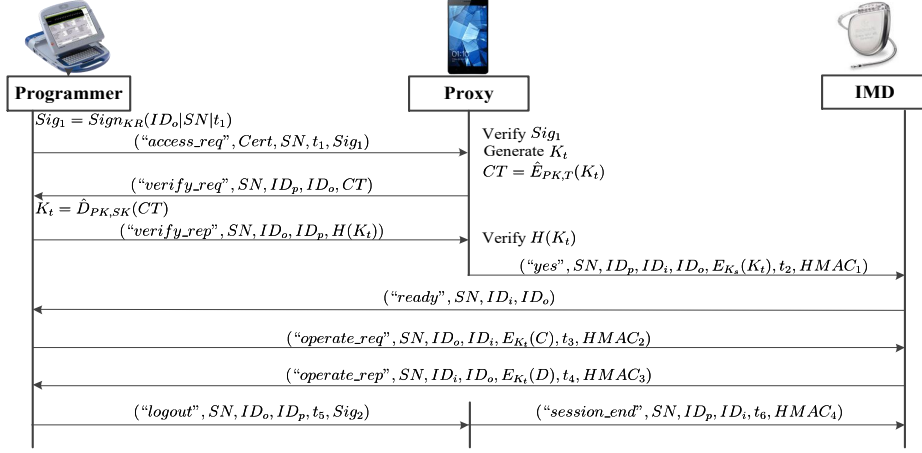 Programmer
Proxy
IMD
Sig₁ = Sign_KR(ID_o|SN|t₁)
("access_req", Cert, SN, t₁, Sig₁)
Verify Sig₁
Generate K_t
CT = Ê_PK,T(K_t)
("verify_req", SN, ID_p, ID_o, CT)
K_t = D̂_PK,SK(CT)
("verify_rep", SN, ID_o, ID_p, H(K_t))
Verify H(K_t)
("yes", SN, ID_p, ID_i, ID_o, E_K_s(K_t), t₂, HMAC₁)
("ready", SN, ID_i, ID_o)
("operate_req", SN, ID_o, ID_i, E_K_t(C), t₃, HMAC₂)
("operate_rep", SN, ID_i, ID_o, E_K_t(D), t₄, HMAC₃)
("logout", SN, ID_o, ID_p, t₅, Sig₂)
("session_end", SN, ID_p, ID_i, t₆, HMAC₄)